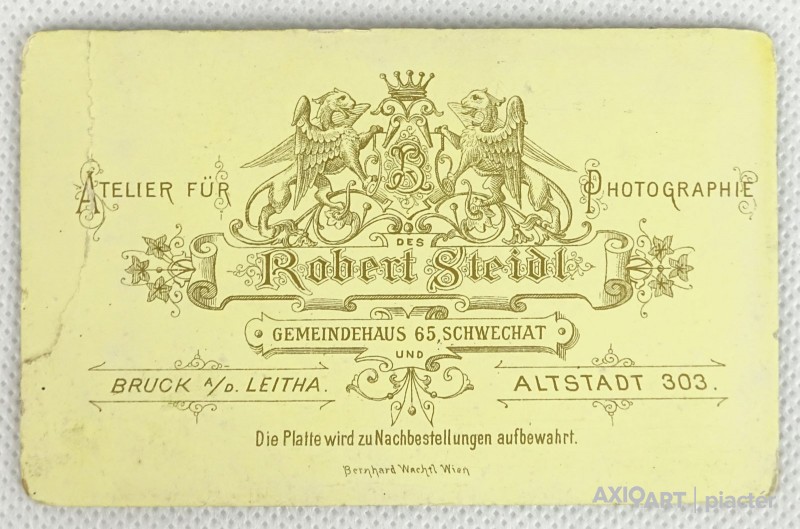 ATELIER FÜR PHOTOGRAPHIE
DES
Robert Steidl
GEMEINDEHAUS 65, SCHWECHAT
UND
BRUCK A/D. LEITHA. ALTSTADT 303.
Die Platte wird zu Nachbestellungen aufbewahrt.
Bernhard Wachtl Wien
AXIOART | piactér